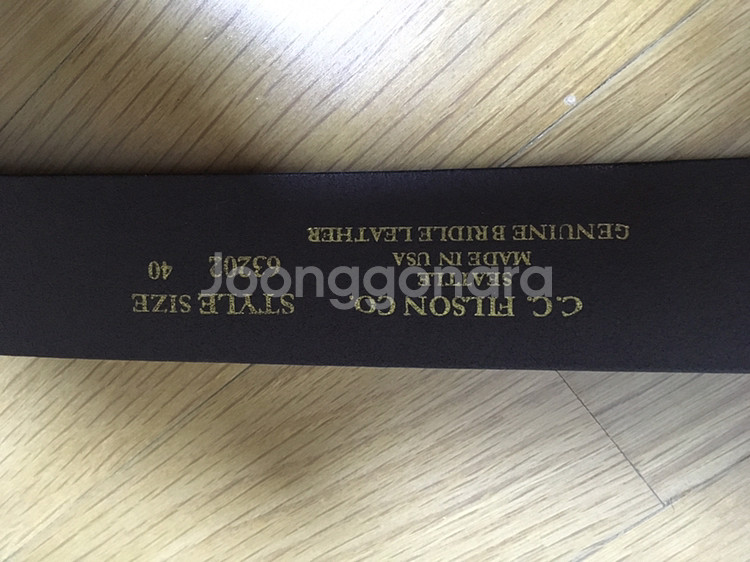 C.C. FILSON CO.
SEATTLE
MADE IN USA
GENUINE BRIDLE LEATHER
STYLE SIZE
63202 40
Joonggonara